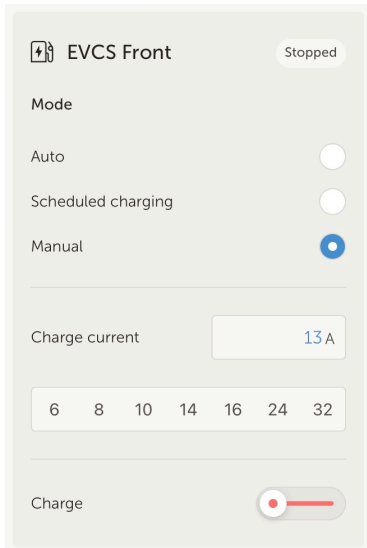 EVCS Front Stopped
Mode
Auto
Scheduled charging
Manual
Charge current 13 A
6 8 10 14 16 24 32
Charge